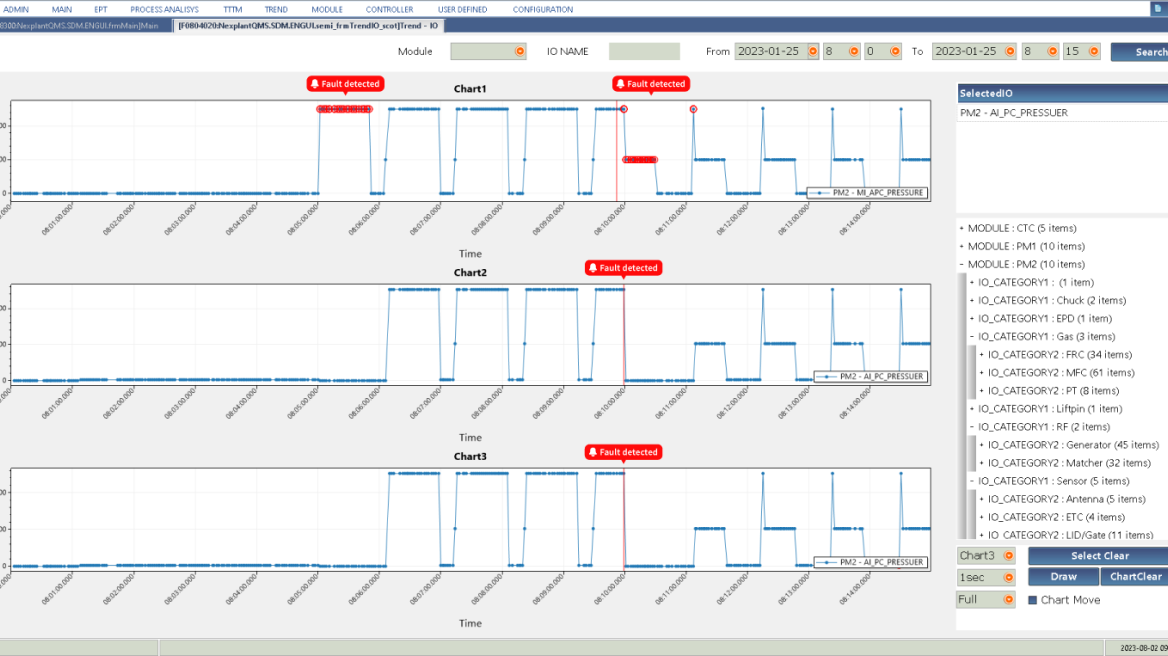 ADMIN MAIN EPT PROCESS ANALYSIS TTTM TREND MODULE CONTROLLER USER DEFINED CONFIGURATION
8300:NexplantQMS.SDM.ENGUI.frmMain]Main [F0804020:NexplantQMS.SDM.ENGUI.semi_frmTrendIO_scot]Trend - IO
Module IO NAME From 2023-01-25 8 0 To 2023-01-25 8 15 Search
Fault detected Fault detected
Chart1
0
PM2 - MI_APC_PRESSURE
08:01:00.000 08:02:00.000 08:03:00.000 08:04:00.000 08:05:00.000 08:06:00.000 08:07:00.000 08:08:00.000 08:09:00.000 08:10:00.000 08:11:00.000 08:12:00.000 08:13:00.000 08:14:00.000
Time
Fault detected
Chart2
0
PM2 - AI_PC_PRESSUER
08:01:00.000 08:02:00.000 08:03:00.000 08:04:00.000 08:05:00.000 08:06:00.000 08:07:00.000 08:08:00.000 08:09:00.000 08:10:00.000 08:11:00.000 08:12:00.000 08:13:00.000 08:14:00.000
Time
Fault detected
Chart3
0
PM2 - AI_PC_PRESSUER
08:01:00.000 08:02:00.000 08:03:00.000 08:04:00.000 08:05:00.000 08:06:00.000 08:07:00.000 08:08:00.000 08:09:00.000 08:10:00.000 08:11:00.000 08:12:00.000 08:13:00.000 08:14:00.000
Time
SelectedIO
PM2 - AI_PC_PRESSUER
+ MODULE : CTC (5 items)
+ MODULE : PM1 (10 items)
- MODULE : PM2 (10 items)
+ IO_CATEGORY1 : (1 item)
+ IO_CATEGORY1 : Chuck (2 items)
+ IO_CATEGORY1 : EPD (1 item)
- IO_CATEGORY1 : Gas (3 items)
+ IO_CATEGORY2 : FRC (34 items)
+ IO_CATEGORY2 : MFC (61 items)
+ IO_CATEGORY2 : PT (8 items)
+ IO_CATEGORY1 : Liftpin (1 item)
- IO_CATEGORY1 : RF (2 items)
+ IO_CATEGORY2 : Generator (45 items)
+ IO_CATEGORY2 : Matcher (32 items)
- IO_CATEGORY1 : Sensor (5 items)
+ IO_CATEGORY2 : Antenna (5 items)
+ IO_CATEGORY2 : ETC (4 items)
+ IO_CATEGORY2 : LID/Gate (11 items)
Chart3 Select Clear
1sec Draw ChartClear
Full Chart Move
2023-08-02 09